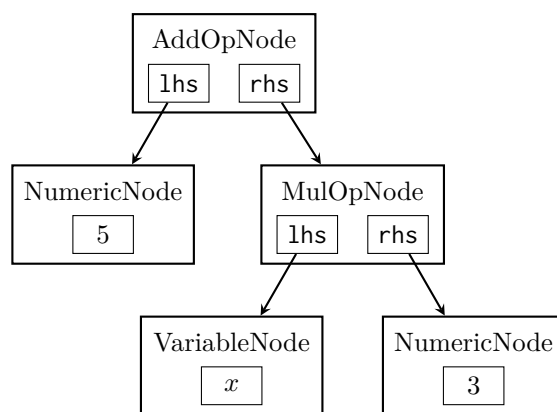 AddOpNode
lhs rhs
NumericNode
5
MulOpNode
lhs rhs
VariableNode
x
NumericNode
3